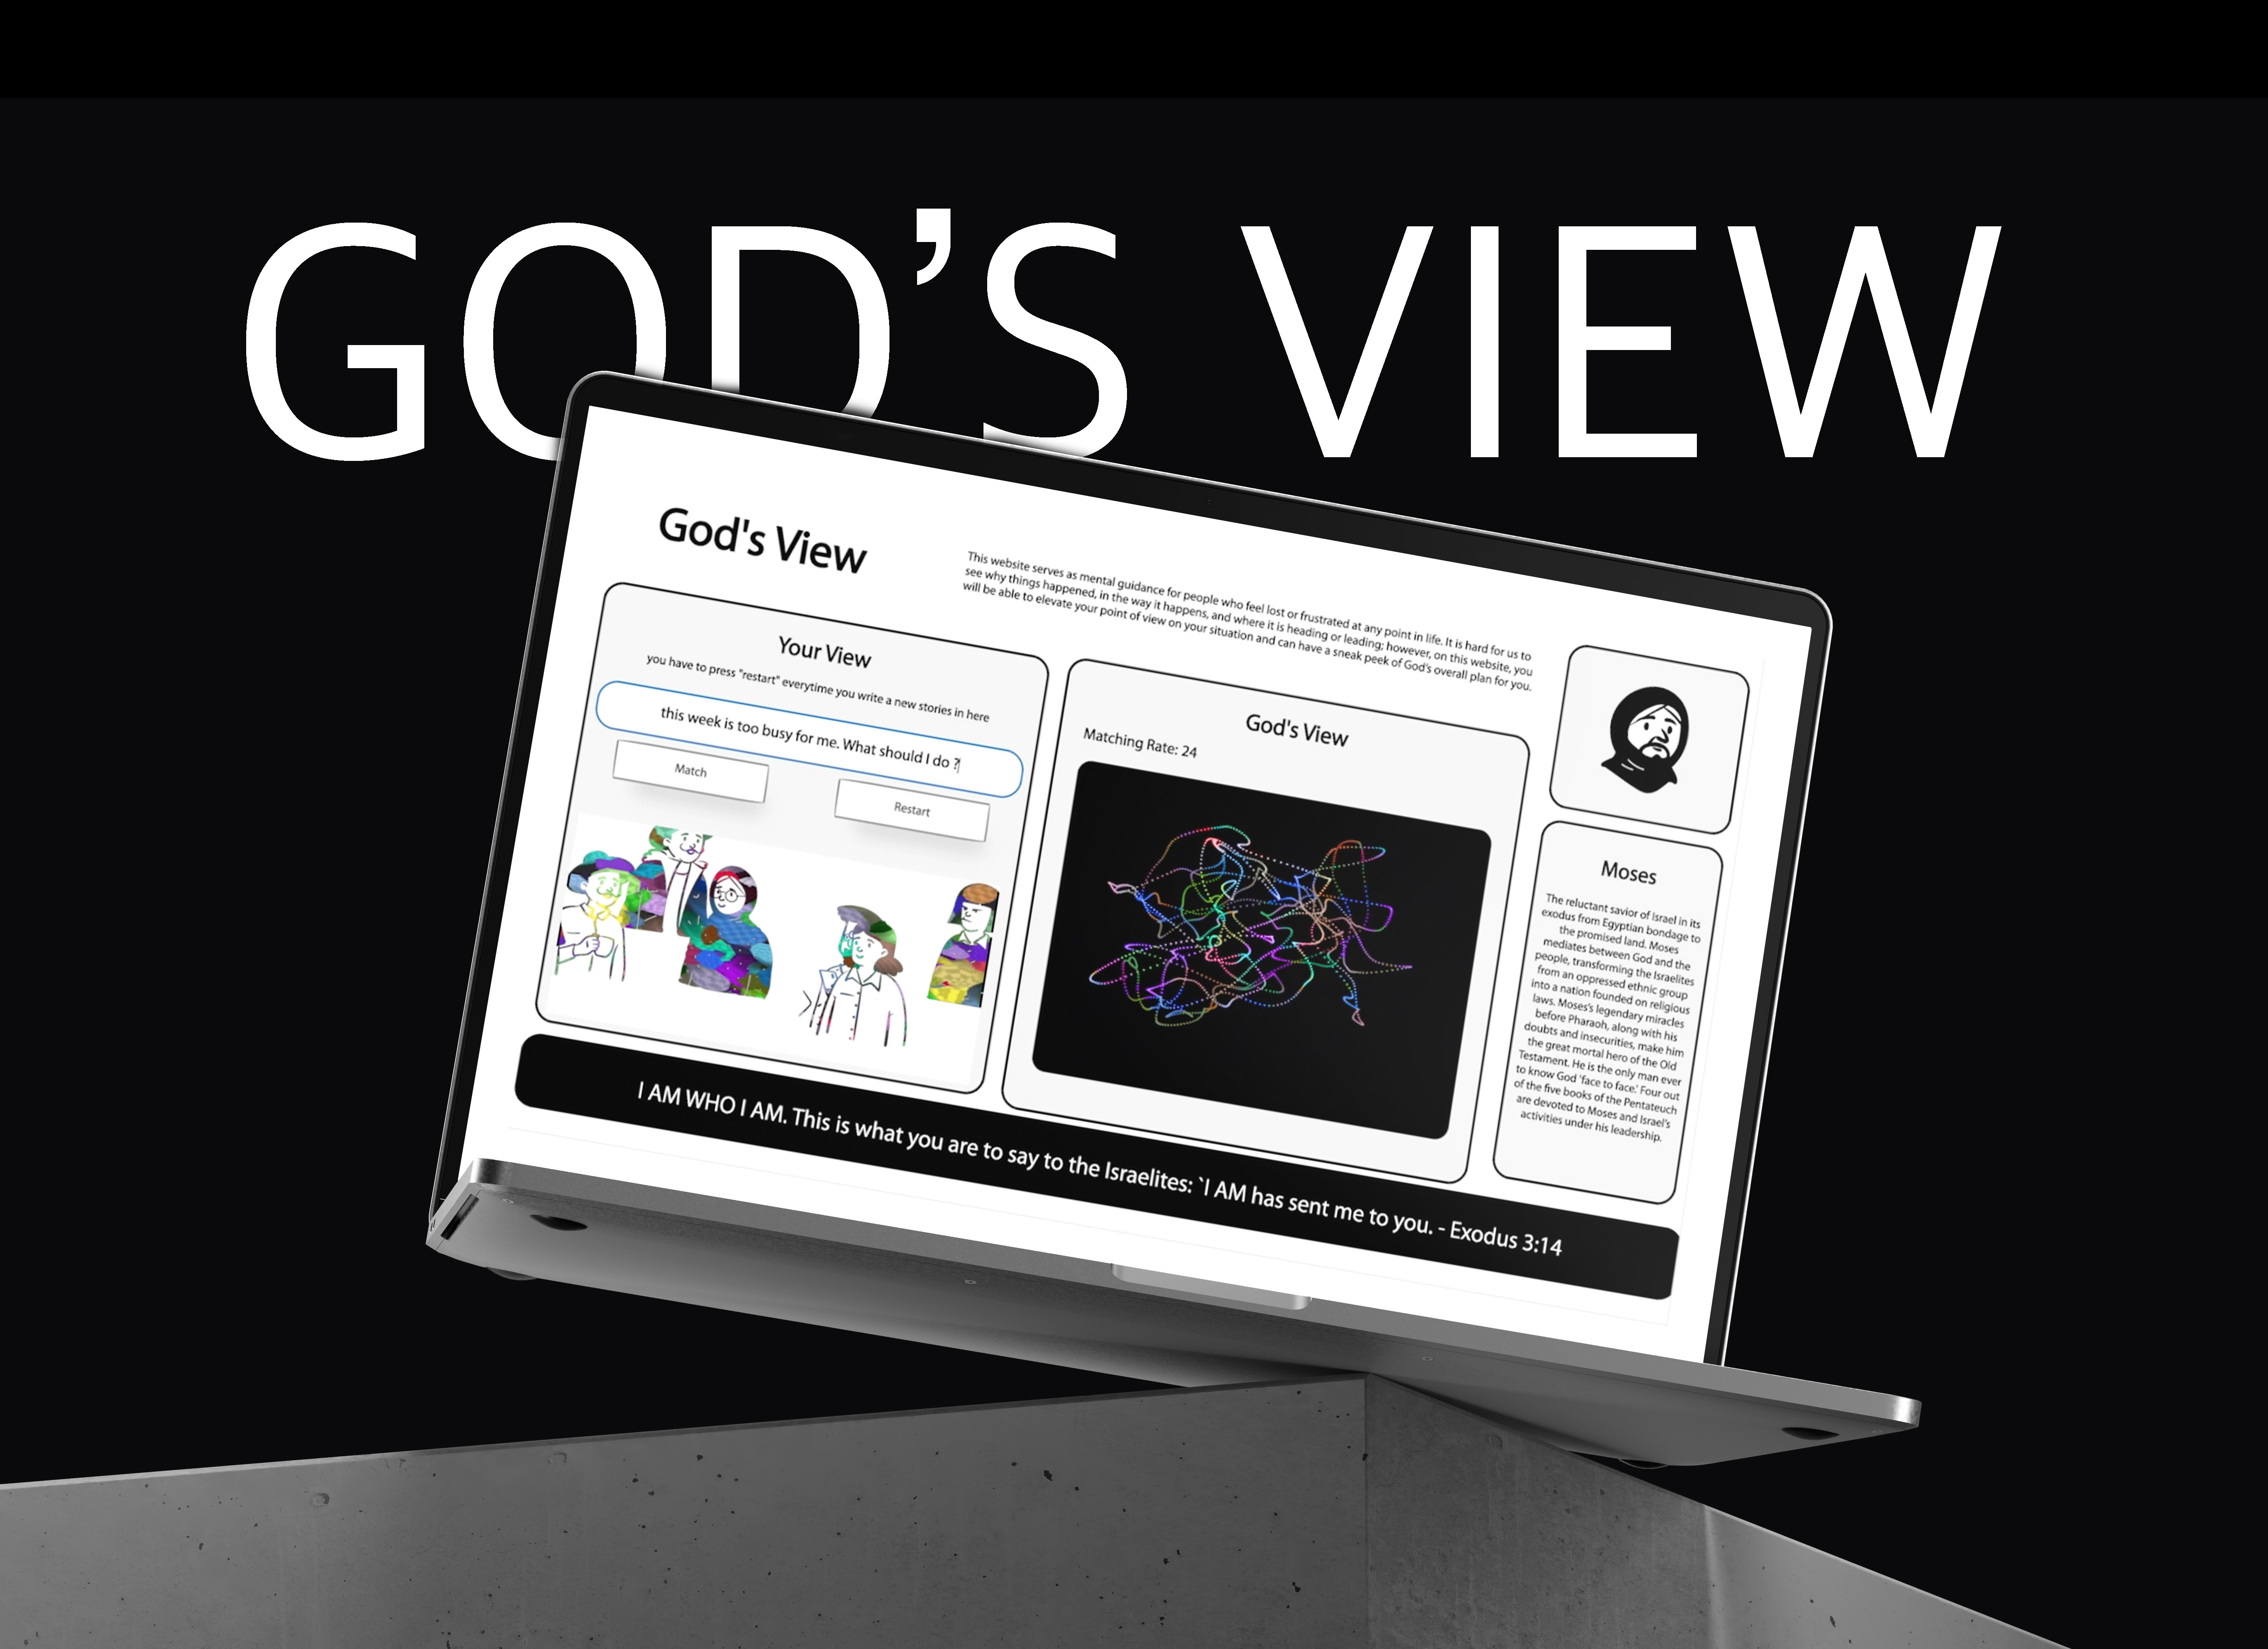 GOD'S VIEW
God's View
This website serves as mental guidance for people who feel lost or frustrated at any point in life. It is hard for us to
see why things happened, in the way it happens, and where it is heading or leading; however, on this website, you
will be able to elevate your point of view on your situation and can have a sneak peek of God's overall plan for you.
Your View
you have to press "restart" everytime you write a new stories in here
this week is too busy for me. What should I do ?
Match
Restart
God's View
Matching Rate: 24
Moses
The reluctant savior of Israel in its
exodus from Egyptian bondage to
the promised land. Moses
mediates between God and the
people, transforming the Israelites
from an oppressed ethnic group
into a nation founded on religious
laws. Moses's legendary miracles
before Pharaoh, along with his
doubts and insecurities, make him
the great mortal hero of the Old
Testament. He is the only man ever
to know God 'face to face.' Four out
of the five books of the Pentateuch
are devoted to Moses and Israel's
activities under his leadership.
I AM WHO I AM. This is what you are to say to the Israelites: `I AM has sent me to you. - Exodus 3:14